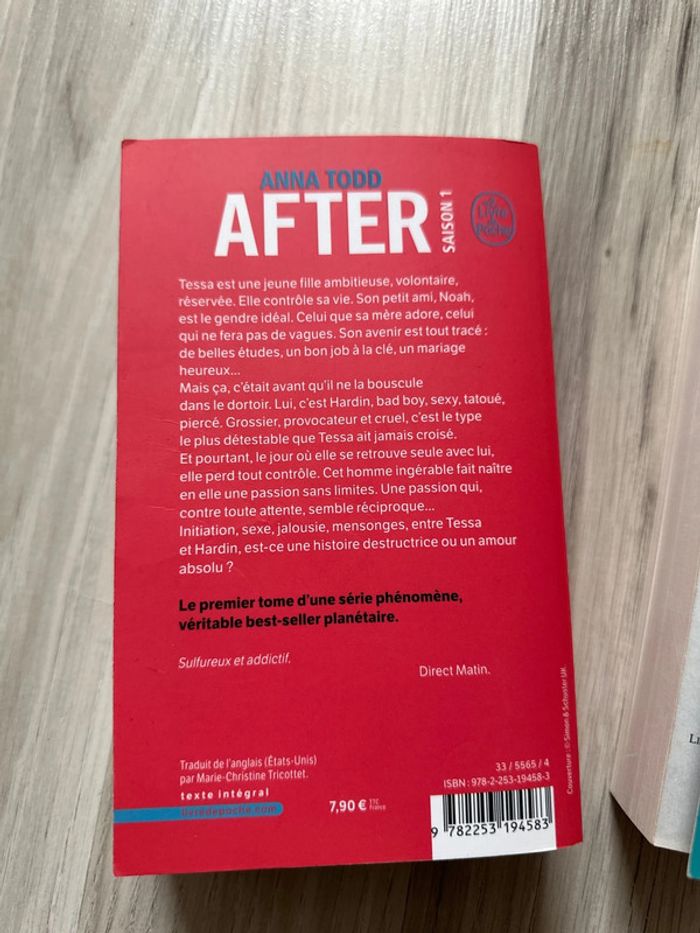 ANNA TODD
AFTER
SAISON 1
Le Livre de Poche
Tessa est une jeune fille ambitieuse, volontaire,
réservée. Elle contrôle sa vie. Son petit ami, Noah,
est le gendre idéal. Celui que sa mère adore, celui
qui ne fera pas de vagues. Son avenir est tout tracé :
de belles études, un bon job à la clé, un mariage
heureux...
Mais ça, c'était avant qu'il ne la bouscule
dans le dortoir. Lui, c'est Hardin, bad boy, sexy, tatoué,
piercé. Grossier, provocateur et cruel, c'est le type
le plus détestable que Tessa ait jamais croisé.
Et pourtant, le jour où elle se retrouve seule avec lui,
elle perd tout contrôle. Cet homme ingérable fait naître
en elle une passion sans limites. Une passion qui,
contre toute attente, semble réciproque...
Initiation, sexe, jalousie, mensonges, entre Tessa
et Hardin, est-ce une histoire destructrice ou un amour
absolu ?
Le premier tome d'une série phénomène,
véritable best-seller planétaire.
Sulfureux et addictif.
Direct Matin.
Traduit de l'anglais (États-Unis)
par Marie-Christine Tricottet.
texte intégral
livredepoche.com
7,90 € TTC France
33 / 5565 / 4
ISBN : 978-2-253-19458-3
9 782253 194583
Couverture : © Simon & Schuster UK.